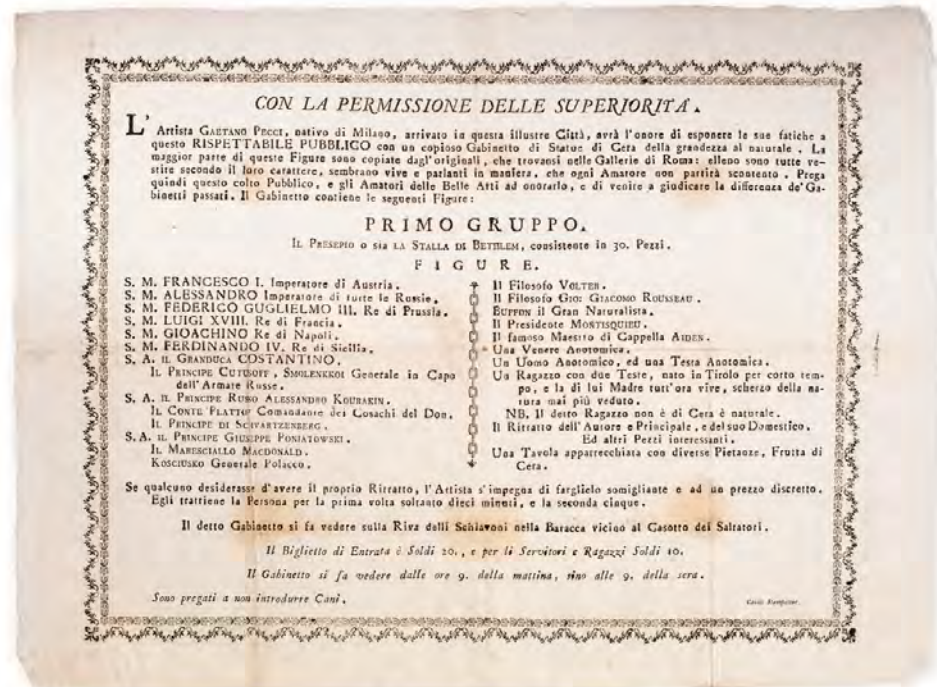 CON LA PERMISSIONE DELLE SUPERIORITÀ.
L'Artista GAETANO PECCI, nativo di Milano, arrivato in questa illustre Città, avrà l'onore di esponere le sue fatiche a
questo RISPETTABILE PUBBLICO con un copioso Gabinetto di Statue di Cera della grandezza al naturale. La
maggior parte di queste Figure sono copiate dagl'originali, che trovansi nelle Gallerie di Roma: elleno sono tutte ve-
stire secondo il loro carattere, sembrano vive e parlanti in maniera, che ogni Amatore non partirà scontento. Prega
quindi questo colto Pubblico, e gli Amatori delle Belle Arti ad onorarlo, e di venire a giudicare la differenza de' Ga-
binetti passati. Il Gabinetto contiene le seguenti Figure:
PRIMO GRUPPO.
IL PRESEPIO o sia LA STALLA DI BETHLEM, consistente in 30. Pezzi.
FIGURE.
S. M. FRANCESCO I. Imperatore di Austria.
S. M. ALESSANDRO Imperatore di tutte le Russie.
S. M. FEDERICO GUGLIELMO III. Re di Prussia.
S. M. LUIGI XVIII. Re di Francia.
S. M. GIOACHINO Re di Napoli.
S. M. FERDINANDO IV. Re di Sicilia.
S. A. IL GRANDUCA COSTANTINO.
IL PRINCIPE CUTUSOFF, SMOLENKKOI Generale in Capo
dell'Armate Russe.
S. A. IL PRINCIPE RUBO ALESSANDRO KOURAKIN.
IL CONTE PLATTOF Comandante dei Cosachi del Don.
IL PRINCIPE DI SCHVARTZENBERG.
S. A. IL PRINCIPE GIUSEPPE PONIATOWSKI.
IL MARESCIALLO MACDONALD.
KOSCIUSKO Generale Polacco.
Il Filosofo VOLTER.
Il Filosofo GIO: GIACOMO ROUSSEAU.
BUFFON il Gran Naturalista.
Il Presidente MONTISQUIEU.
Il famoso Maestro di Cappella AIDEN.
Una Venere Anotomica.
Un Uomo Anotomico, ed una Testa Anotomica.
Un Ragazzo con due Teste, nato in Tirolo per corto tem-
po, e la di lui Madre tutt'ora vive, scherzo della na-
tura mai più veduto.
NB. Il detto Ragazzo non è di Cera è naturale.
Il Ritratto dell'Autore e Principale, e del suo Domestico.
Ed altri Pezzi interessanti.
Una Tavola appartecchiata con diverse Pietanze, Frutta di
Cera.
Se qualcuno desiderasse d'avere il proprio Ritratto, l'Artista s'impegna di farglielo somigliante e ad un prezzo discreto.
Egli trattiene la Persona per la prima volta soltanto dieci minuti, e la seconda cinque.
Il detto Gabinetto si fa vedere sulla Riva delli Schiavoni nella Baracca vicino al Casotto dei Saltatori.
Il Biglietto di Entrata è Soldi 20., e per li Servitori e Ragazzi Soldi 10.
Il Gabinetto si fa vedere dalle ore 9. della mattina, sino alle 9. della sera.
Sono pregati a non introdurre Cani.